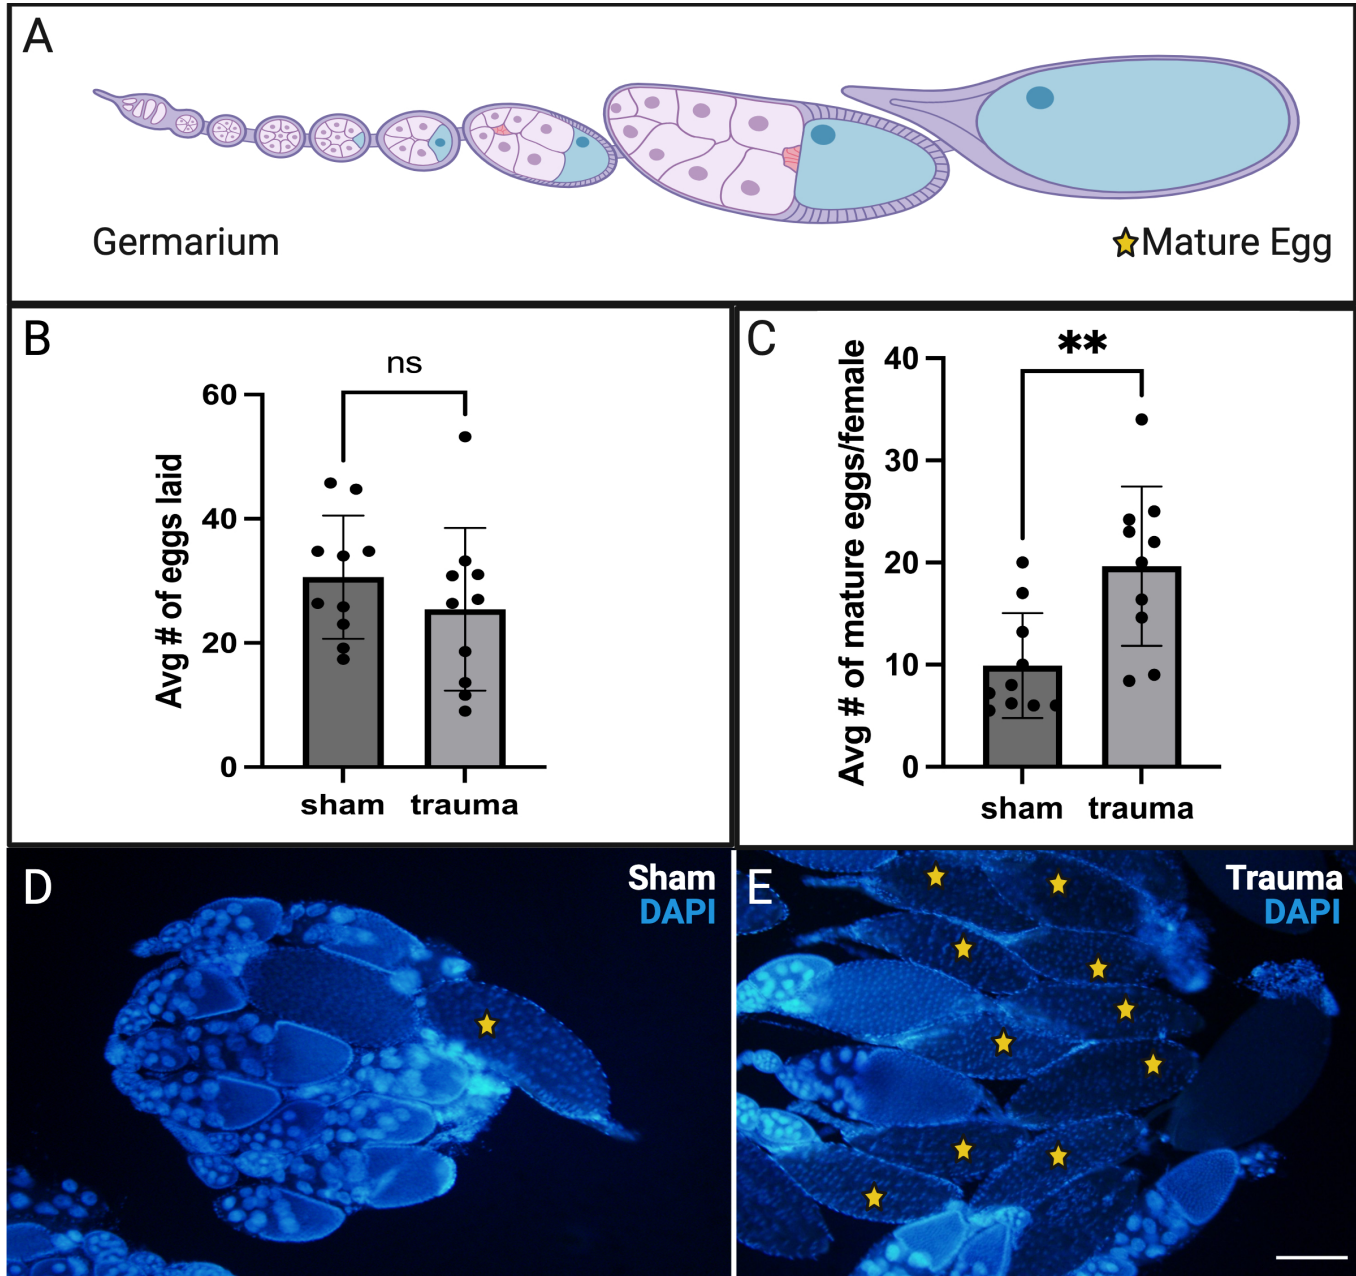 A
Germarium
Mature Egg
B
ns
Avg # of eggs laid
60
40
20
0
sham trauma
C
**
Avg # of mature eggs/female
40
30
20
10
0
sham trauma
D
Sham
DAPI
E
Trauma
DAPI